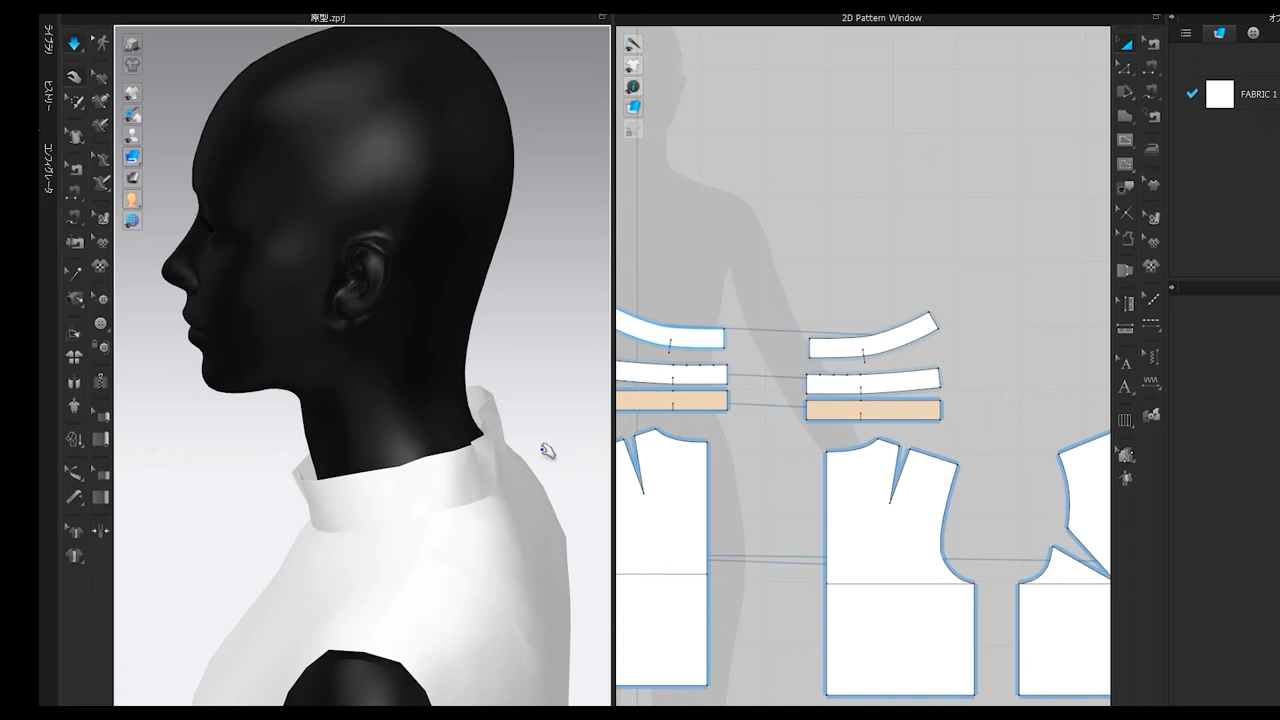 原型.zprj
2D Pattern Window
オ
ライブラリ
ヒストリー
コンフィグレータ
FABRIC 1